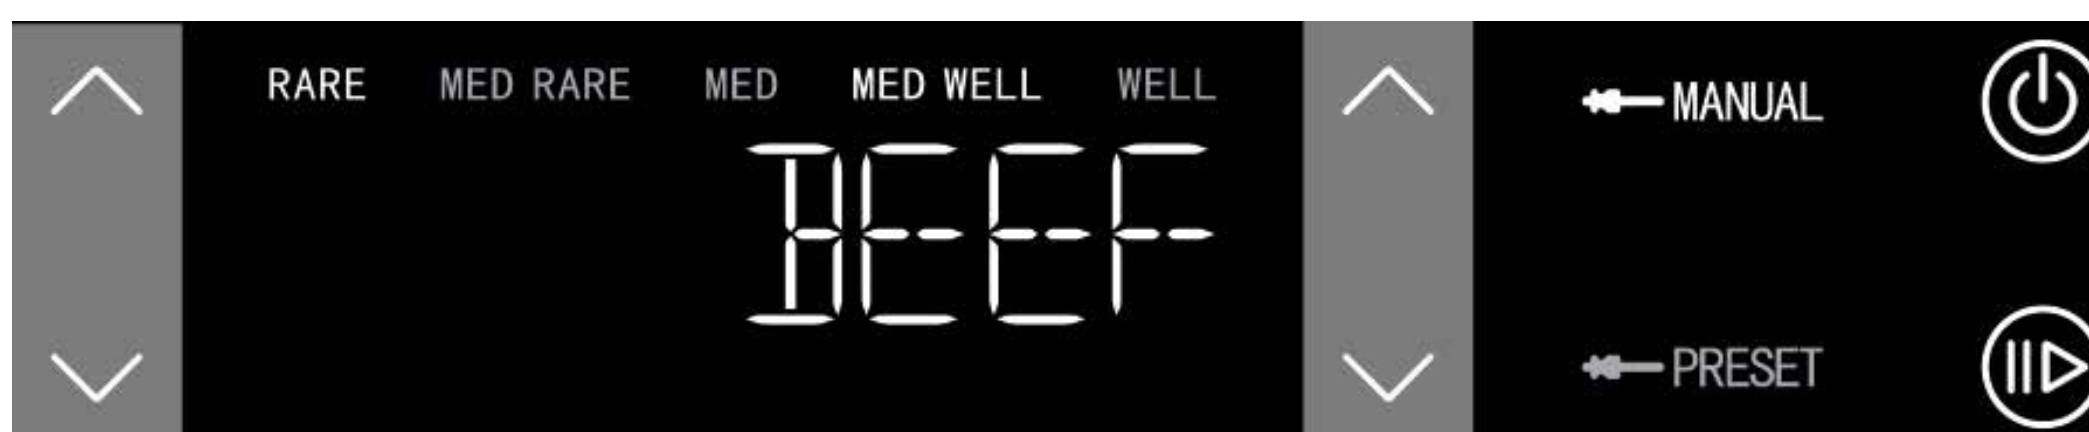 RARE MED RARE MED MED WELL WELL
MANUAL
BEEF
PRESET